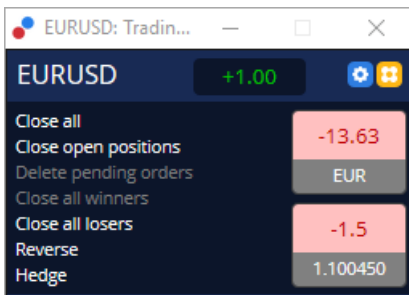 EURUSD: Tradin...
EURUSD +1.00
Close all
Close open positions
Delete pending orders
Close all winners
Close all losers
Reverse
Hedge
-13.63
EUR
-1.5
1.100450